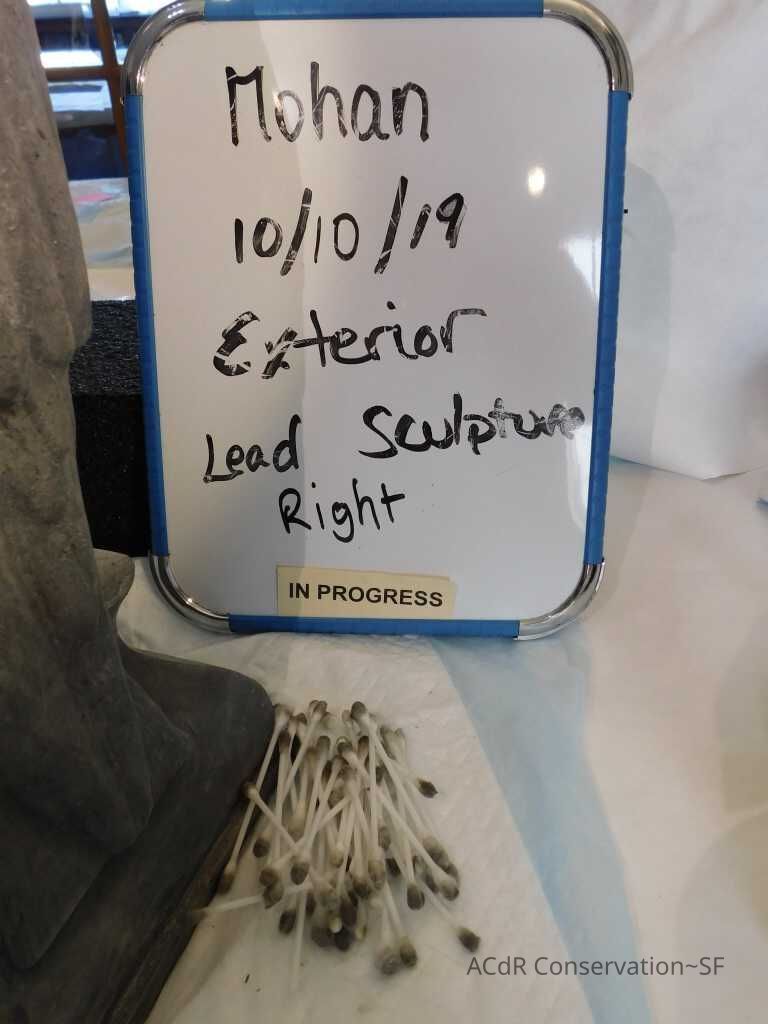 Mohan
10/10/19
Exterior
Lead Sculpture
Right
IN PROGRESS
ACdR Conservation~SF